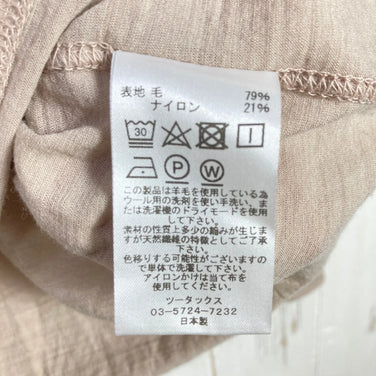 表地 毛 79%
ナイロン 21%
30
P W
この製品は羊毛を使用している為
ウール用の洗剤を使い手洗い、ま
たは洗濯機のドライモードを使用し
て下さい。
素材の性質上多少の縮みが生じま
すが天然繊維の特徴としてご了承
下さい。
色移りする可能性がございますの
で単体で洗濯して下さい。
アイロンかけは当て布を
使用して下さい。
ツータックス
03-5724-7232
日本製